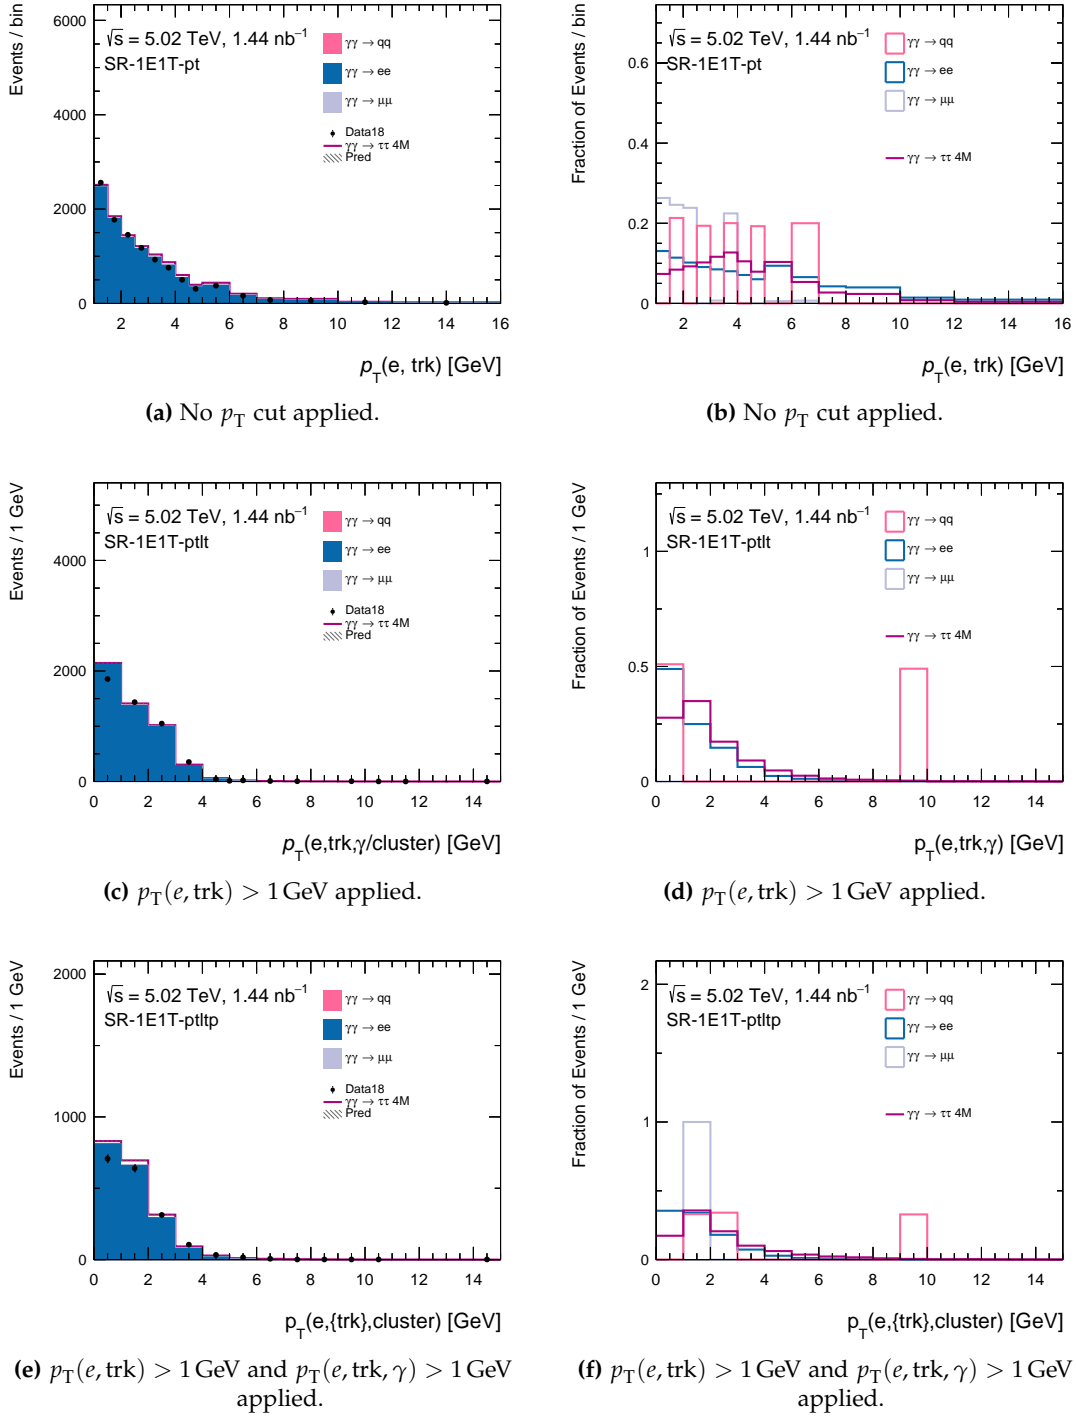 Events / bin
6000
4000
2000
0
√s = 5.02 TeV, 1.44 nb⁻¹
SR-1E1T-pt
γγ → qq
γγ → ee
γγ → μμ
Data18
γγ → ττ 4M
Pred
2 4 6 8 10 12 14 16
p_T(e, trk) [GeV]
(a) No p_T cut applied.
Fraction of Events / bin
0.6
0.4
0.2
0
√s = 5.02 TeV, 1.44 nb⁻¹
SR-1E1T-pt
γγ → qq
γγ → ee
γγ → μμ
γγ → ττ 4M
2 4 6 8 10 12 14 16
p_T(e, trk) [GeV]
(b) No p_T cut applied.
Events / 1 GeV
4000
2000
0
√s = 5.02 TeV, 1.44 nb⁻¹
SR-1E1T-ptlt
γγ → qq
γγ → ee
γγ → μμ
Data18
γγ → ττ 4M
Pred
0 2 4 6 8 10 12 14
p_T(e,trk,γ/cluster) [GeV]
(c) p_T(e, trk) > 1 GeV applied.
Fraction of Events / 1 GeV
1
0.5
0
√s = 5.02 TeV, 1.44 nb⁻¹
SR-1E1T-ptlt
γγ → qq
γγ → ee
γγ → μμ
γγ → ττ 4M
0 2 4 6 8 10 12 14
p_T(e,trk,γ) [GeV]
(d) p_T(e, trk) > 1 GeV applied.
Events / 1 GeV
2000
1000
0
√s = 5.02 TeV, 1.44 nb⁻¹
SR-1E1T-ptltp
γγ → qq
γγ → ee
γγ → μμ
Data18
γγ → ττ 4M
Pred
0 2 4 6 8 10 12 14
p_T(e,{trk},cluster) [GeV]
(e) p_T(e, trk) > 1 GeV and p_T(e, trk, γ) > 1 GeV
applied.
Fraction of Events / 1 GeV
2
1
0
√s = 5.02 TeV, 1.44 nb⁻¹
SR-1E1T-ptltp
γγ → qq
γγ → ee
γγ → μμ
γγ → ττ 4M
0 2 4 6 8 10 12 14
p_T(e,{trk},cluster) [GeV]
(f) p_T(e, trk) > 1 GeV and p_T(e, trk, γ) > 1 GeV
applied.